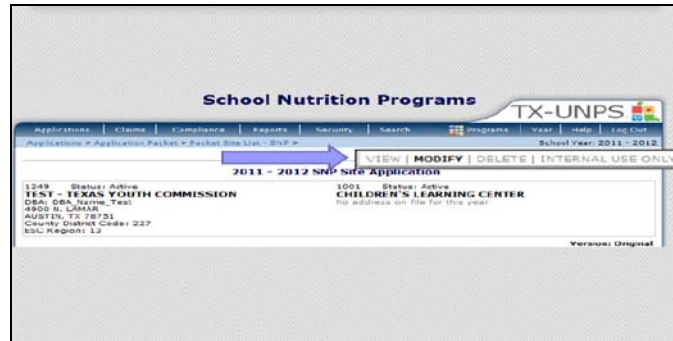 School Nutrition Programs
TX-UNPS
Applications | Claims | Compliance | Reports | Security | Search Programs | Year | Help | Log Out
Applications > Application Packet > Packet Site List - SNP > School Year: 2011 - 2012
VIEW | MODIFY | DELETE | INTERNAL USE ONLY
2011 - 2012 SNP Site Application
1249 Status: Active
TEST - TEXAS YOUTH COMMISSION
DBA: DBA_Name_Test
4900 N. LAMAR
AUSTIN, TX 78751
County District Code: 227
ESC Region: 13
1001 Status: Active
CHILDREN'S LEARNING CENTER
No address on file for this year
Version: Original